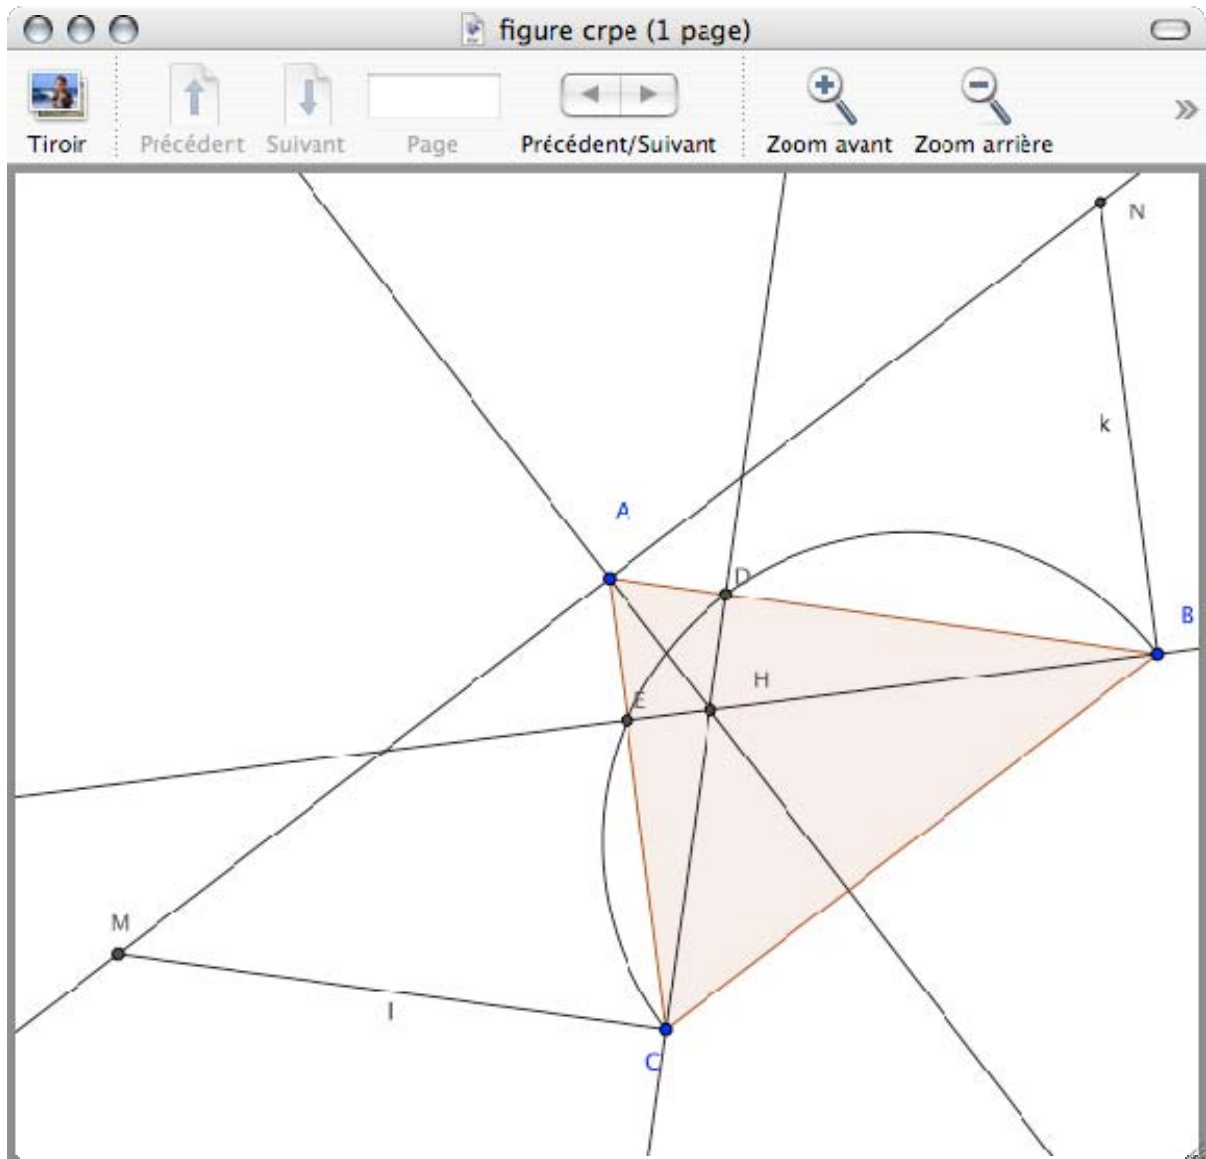 figure crpe (1 page)
Tiroir Précédent Suivant Page Précédent/Suivant Zoom avant Zoom arrière »
N
k
A
D
B
H
E
M
l
C